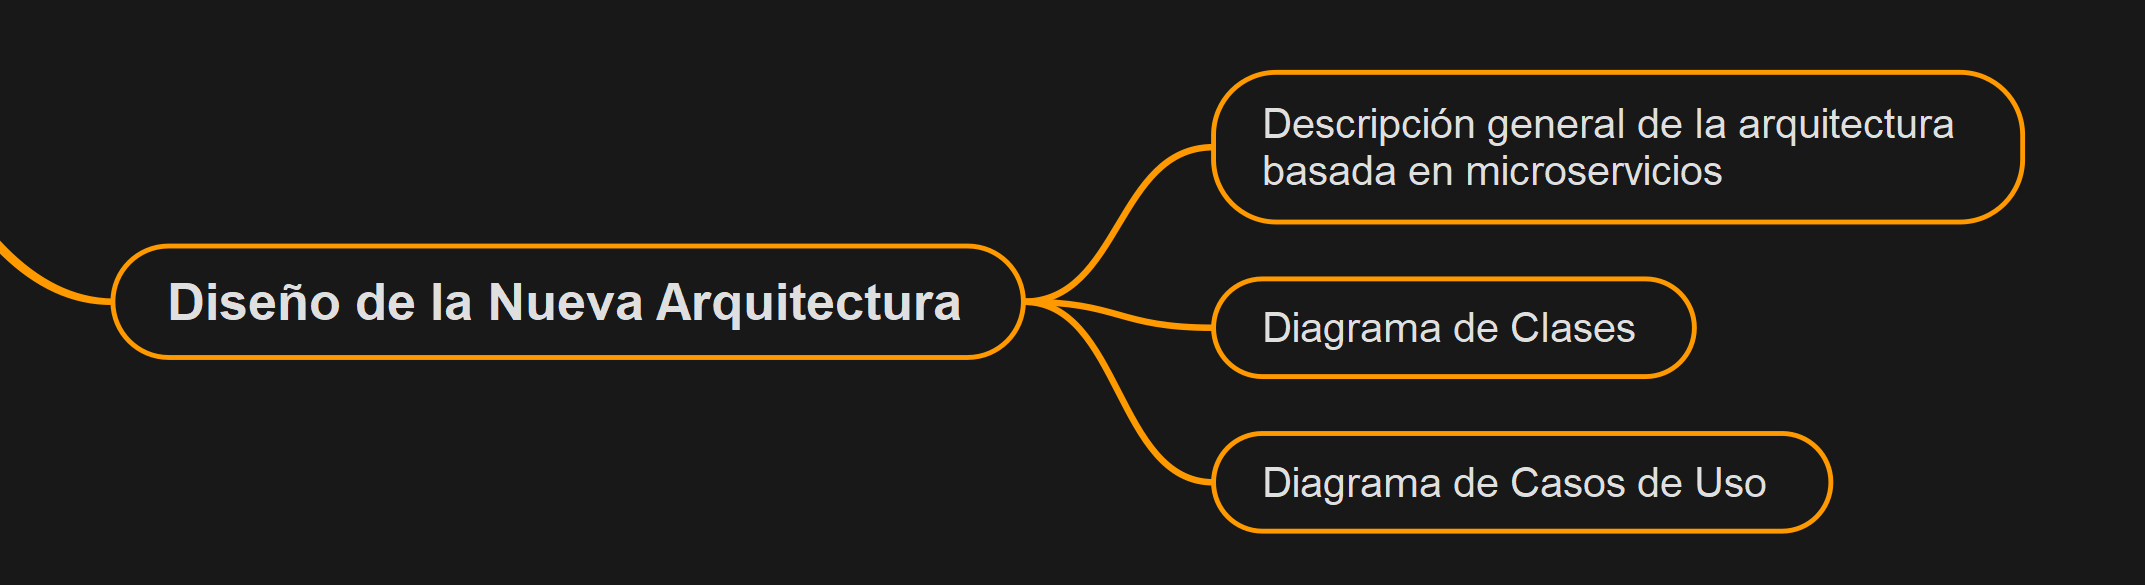 Diseño de la Nueva Arquitectura
Descripción general de la arquitectura
basada en microservicios
Diagrama de Clases
Diagrama de Casos de Uso